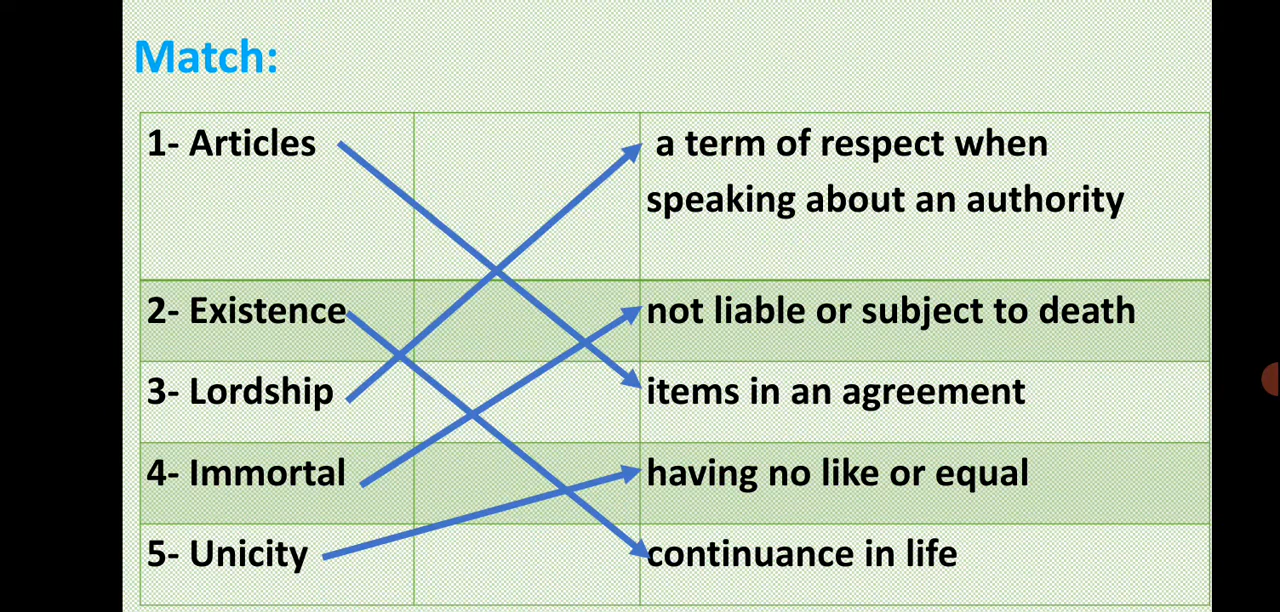 Match:
1- Articles
a term of respect when
speaking about an authority
2- Existence
not liable or subject to death
3- Lordship
items in an agreement
4- Immortal
having no like or equal
5- Unicity
continuance in life